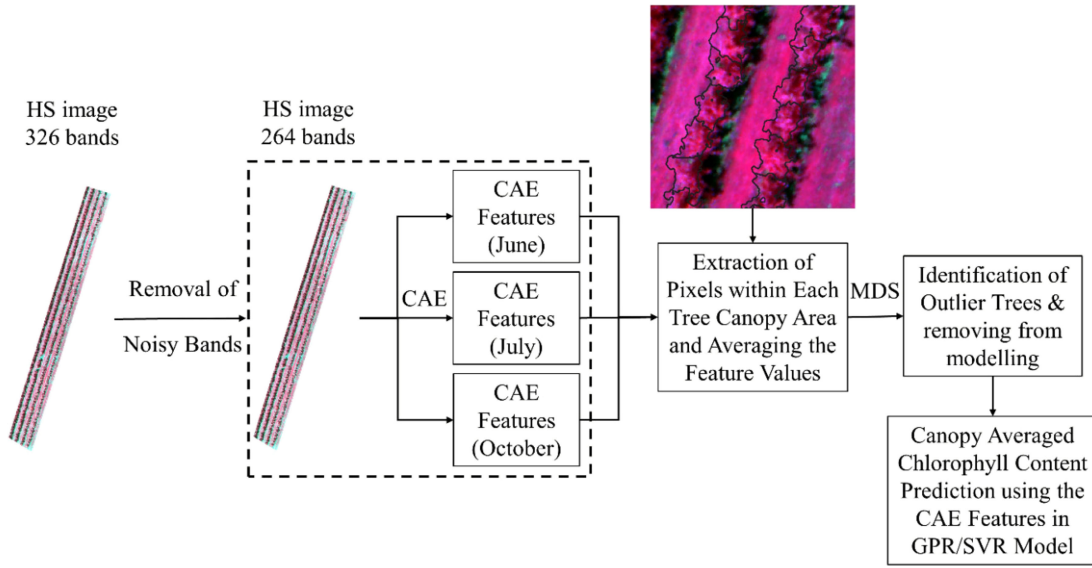 HS image
326 bands
Removal of
Noisy Bands
HS image
264 bands
CAE
CAE
Features
(June)
CAE
Features
(July)
CAE
Features
(October)
Extraction of
Pixels within Each
Tree Canopy Area
and Averaging the
Feature Values
MDS
Identification of
Outlier Trees &
removing from
modelling
Canopy Averaged
Chlorophyll Content
Prediction using the
CAE Features in
GPR/SVR Model